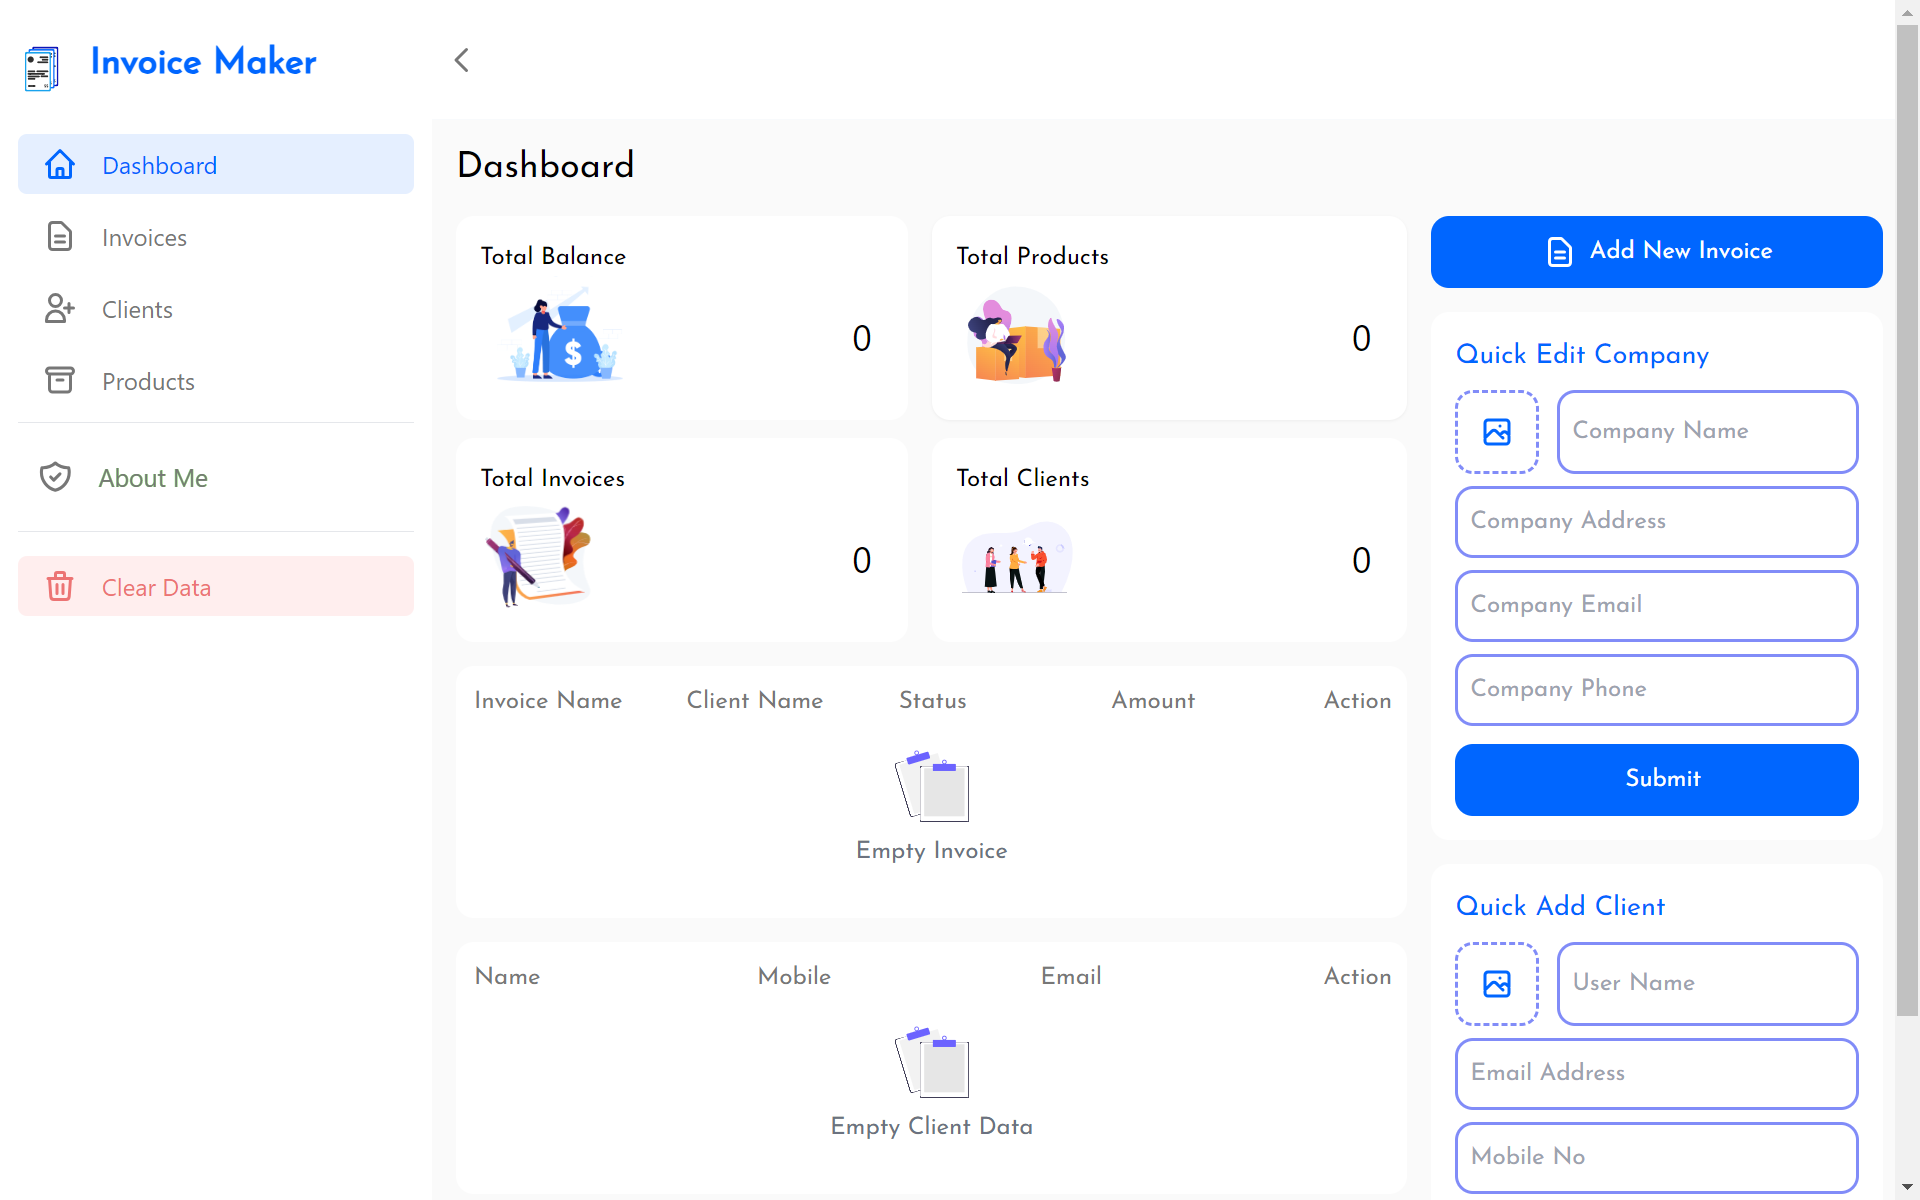 Invoice Maker
Dashboard
Invoices
Clients
Products
About Me
Clear Data
Dashboard
Total Balance
0
Total Products
0
Total Invoices
0
Total Clients
0
Invoice Name Client Name Status Amount Action
Empty Invoice
Name Mobile Email Action
Empty Client Data
Add New Invoice
Quick Edit Company
Company Name
Company Address
Company Email
Company Phone
Submit
Quick Add Client
User Name
Email Address
Mobile No